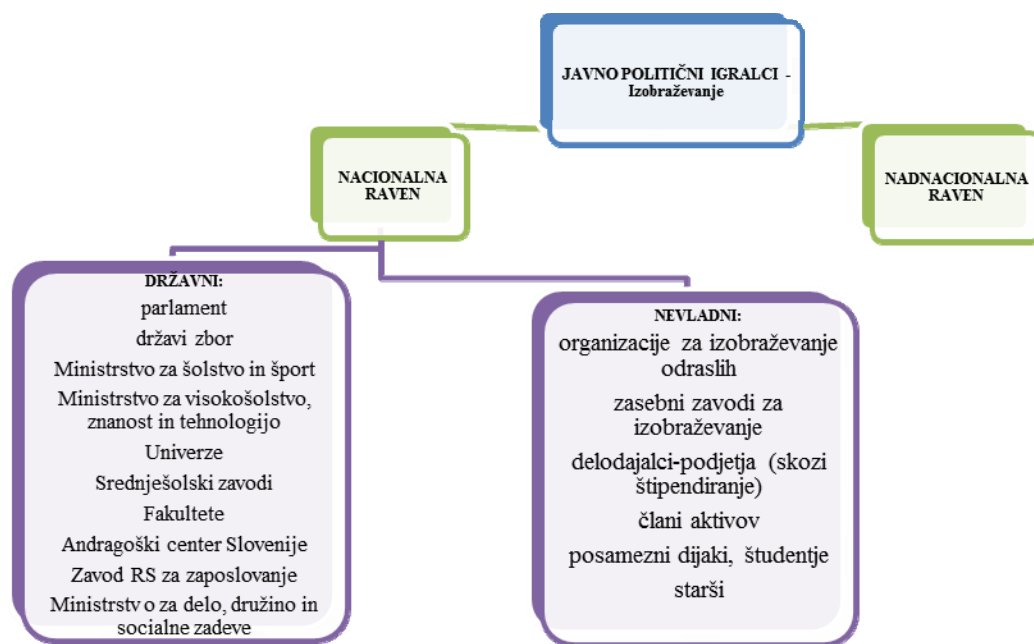 JAVNO POLITIČNI IGRALCI -
Izobraževanje
NACIONALNA
RAVEN
NADNACIONALNA
RAVEN
DRŽAVNI:
parlament
državi zbor
Ministrstvo za šolstvo in šport
Ministrstvo za visokošolstvo,
znanost in tehnologijo
Univerze
Srednješolski zavodi
Fakultete
Andragoški center Slovenije
Zavod RS za zaposlovanje
Ministrstvo za delo, družino in
socialne zadeve
NEVLADNI:
organizacije za izobraževanje
odraslih
zasebni zavodi za
izobraževanje
delodajalci-podjetja (skozi
štipendiranje)
člani aktivov
posamezni dijaki, študentje
starši